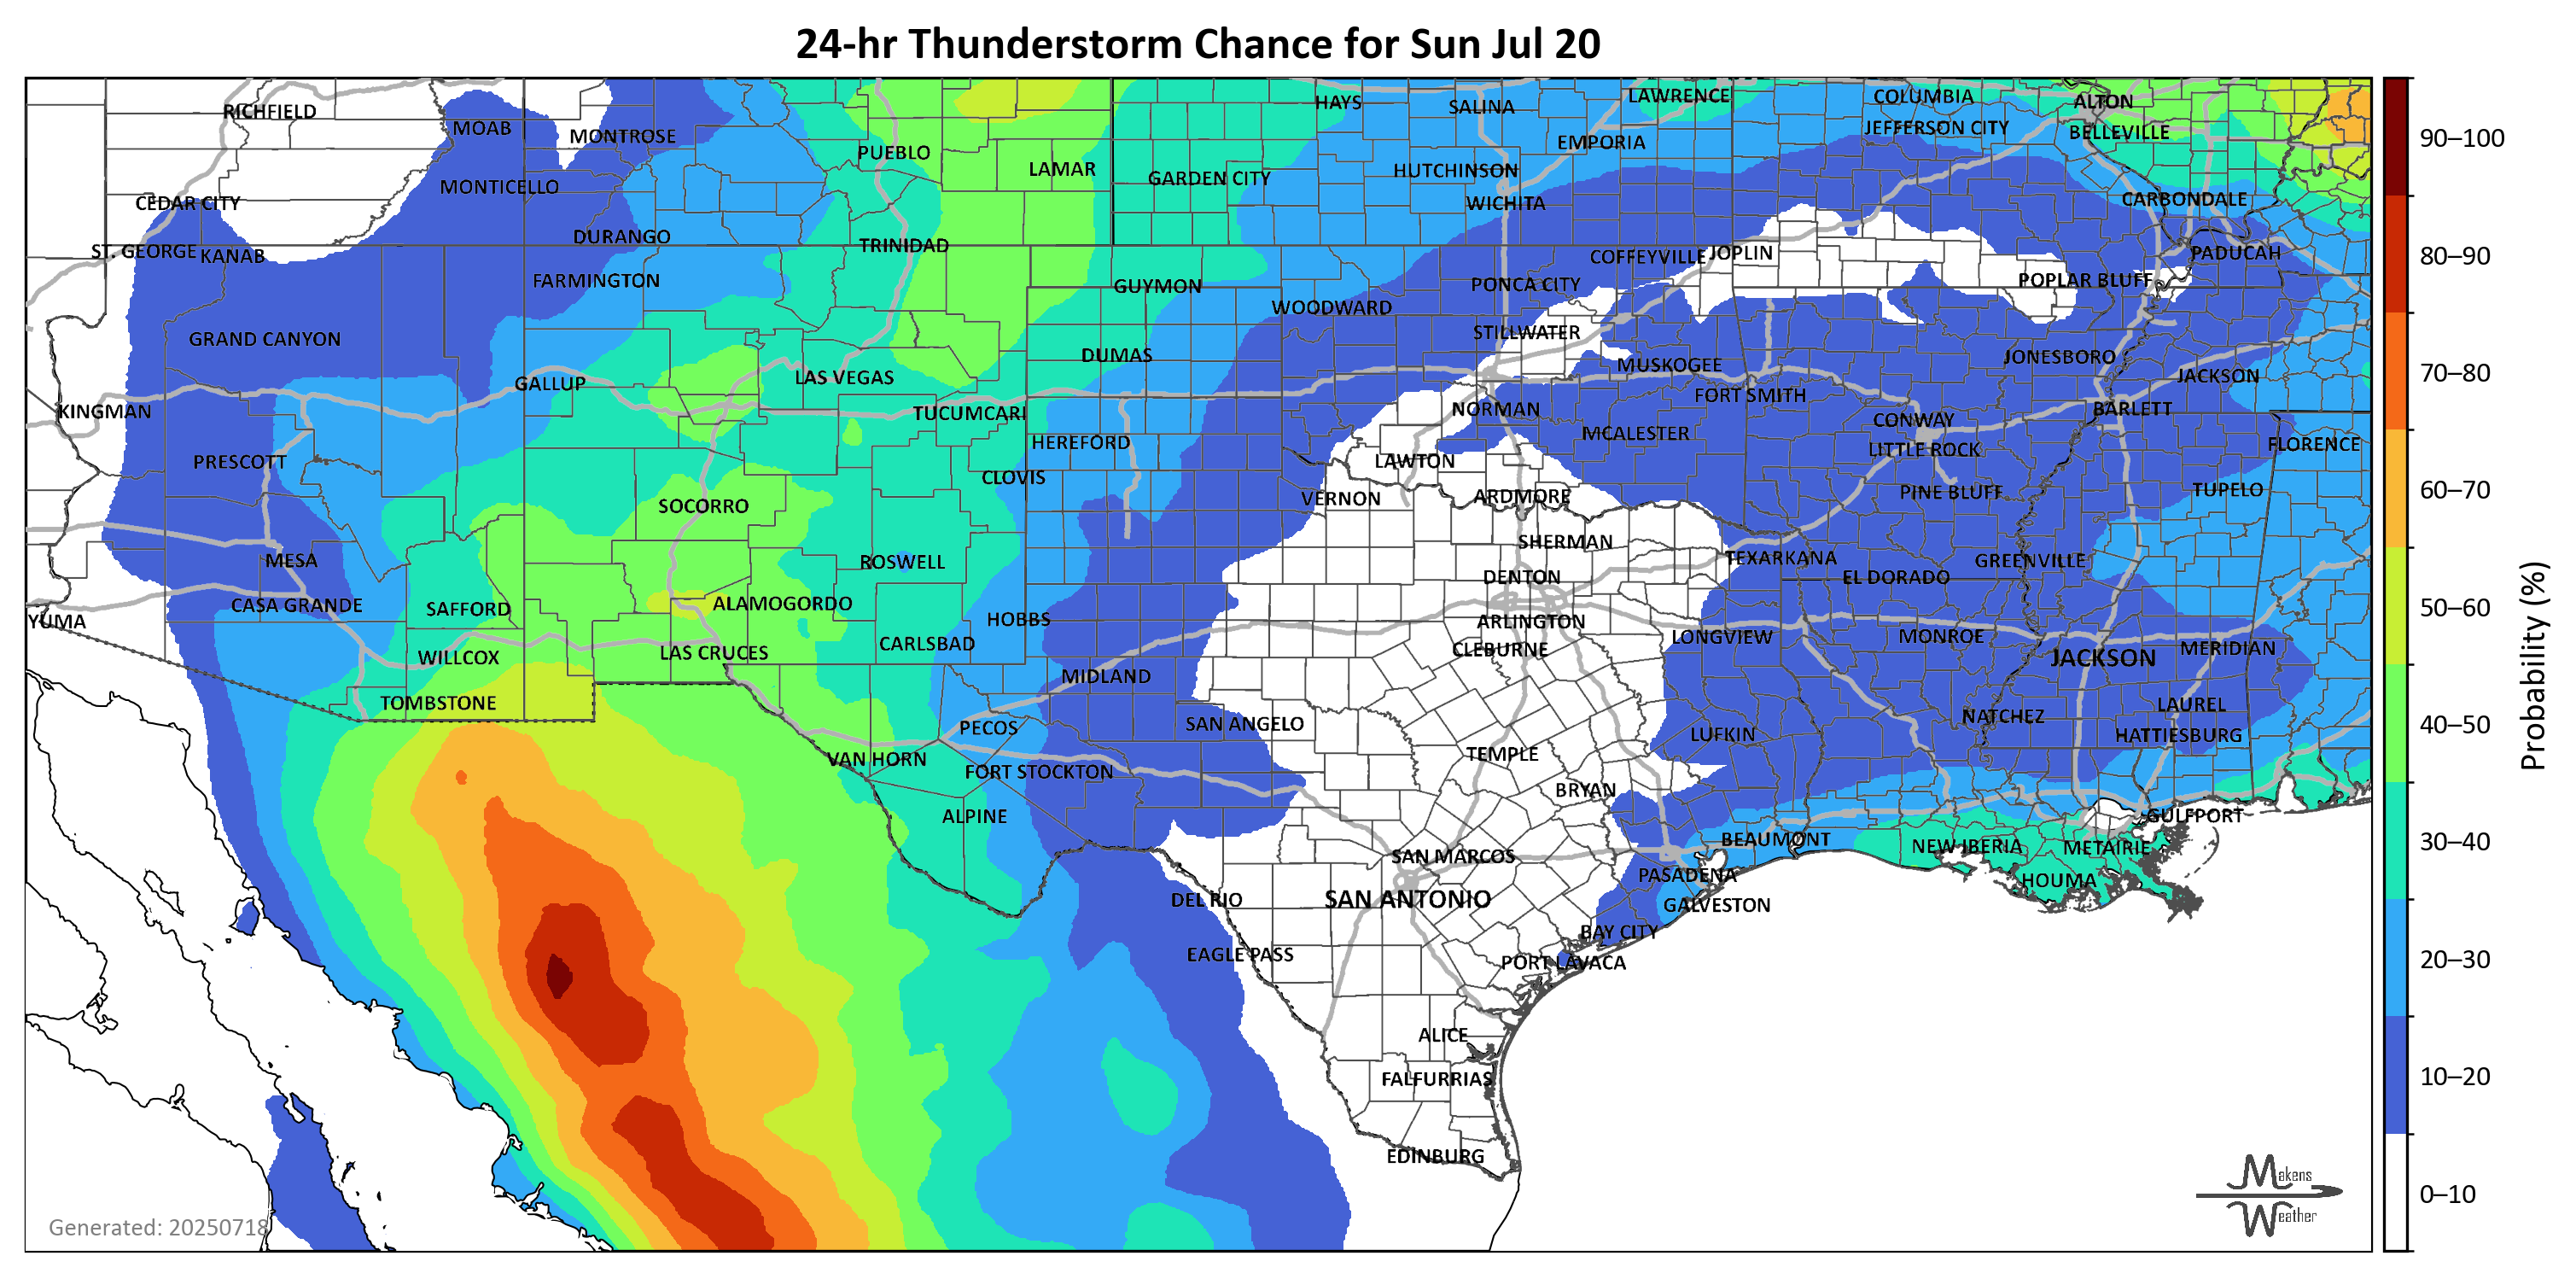 24-hr Thunderstorm Chance for Sun Jul 20
RICHFIELD
MOAB
MONTROSE
PUEBLO
LAMAR
HAYS
SALINA
LAWRENCE
COLUMBIA
ALTON
JEFFERSON CITY
BELLEVILLE
EMPORIA
HUTCHINSON
GARDEN CITY
MONTICELLO
CEDAR CITY
WICHITA
CARBONDALE
DURANGO
TRINIDAD
ST. GEORGE
KANAB
COFFEYVILLE
JOPLIN
PADUCAH
FARMINGTON
GUYMON
PONCA CITY
POPLAR BLUFF
WOODWARD
GRAND CANYON
STILLWATER
DUMAS
MUSKOGEE
JONESBORO
GALLUP
LAS VEGAS
JACKSON
FORT SMITH
KINGMAN
TUCUMCARI
NORMAN
BARLETT
CONWAY
HEREFORD
MCALESTER
LITTLE ROCK
FLORENCE
PRESCOTT
CLOVIS
LAWTON
SOCORRO
VERNON
ARDMORE
PINE BLUFF
TUPELO
SHERMAN
MESA
ROSWELL
TEXARKANA
GREENVILLE
DENTON
EL DORADO
CASA GRANDE
SAFFORD
ALAMOGORDO
YUMA
HOBBS
ARLINGTON
LONGVIEW
MONROE
WILLCOX
LAS CRUCES
CARLSBAD
CLEBURNE
JACKSON
MERIDIAN
MIDLAND
TOMBSTONE
LAUREL
PECOS
SAN ANGELO
NATCHEZ
LUFKIN
HATTIESBURG
VAN HORN
FORT STOCKTON
TEMPLE
BRYAN
ALPINE
GULFPORT
BEAUMONT
NEW IBERIA
METAIRIE
SAN MARCOS
PASADENA
HOUMA
DEL RIO
SAN ANTONIO
GALVESTON
BAY CITY
EAGLE PASS
PORT LAVACA
ALICE
FALFURRIAS
EDINBURG
Generated: 20250718
Makens
Weather
90–100
80–90
70–80
60–70
50–60
40–50
30–40
20–30
10–20
0–10
Probability (%)